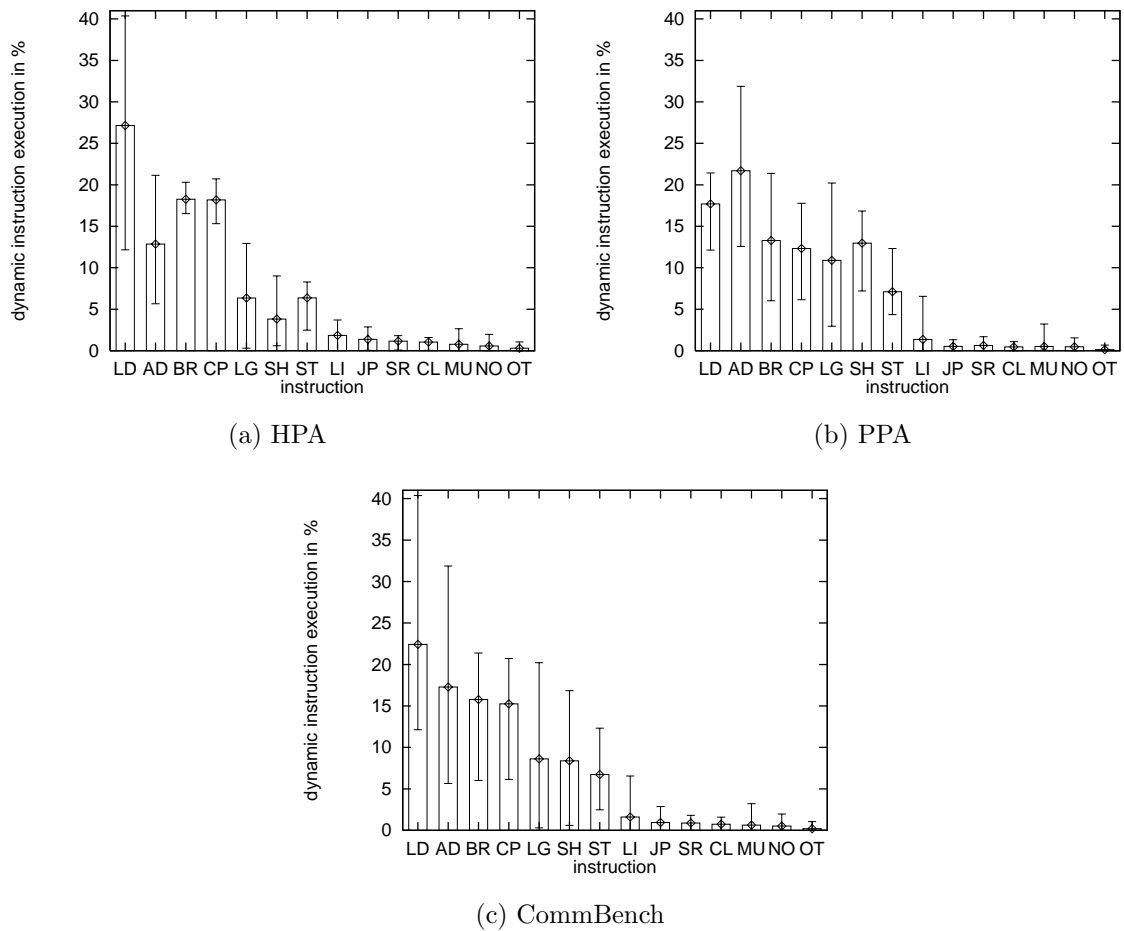 dynamic instruction execution in %
40
35
30
25
20
15
10
5
0
LD AD BR CP LG SH ST LI JP SR CL MU NO OT
instruction
(a) HPA
dynamic instruction execution in %
40
35
30
25
20
15
10
5
0
LD AD BR CP LG SH ST LI JP SR CL MU NO OT
instruction
(b) PPA
dynamic instruction execution in %
40
35
30
25
20
15
10
5
0
LD AD BR CP LG SH ST LI JP SR CL MU NO OT
instruction
(c) CommBench